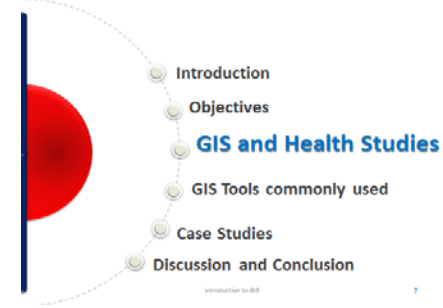 Introduction
Objectives
GIS and Health Studies
GIS Tools commonly used
Case Studies
Discussion and Conclusion
Introduction to GIS
7